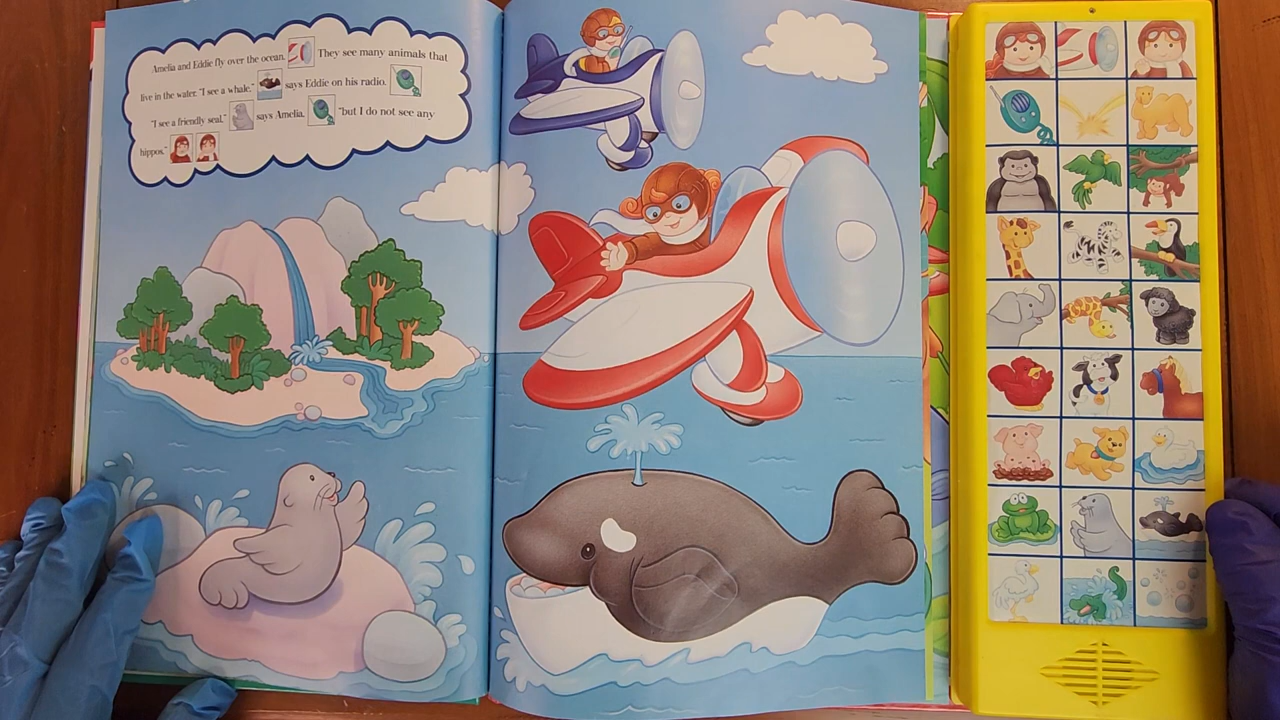 Amelia and Eddie fly over the ocean. They see many animals that
live in the water. "I see a whale," says Eddie on his radio.
"I see a friendly seal," says Amelia, "but I do not see any
hippos."